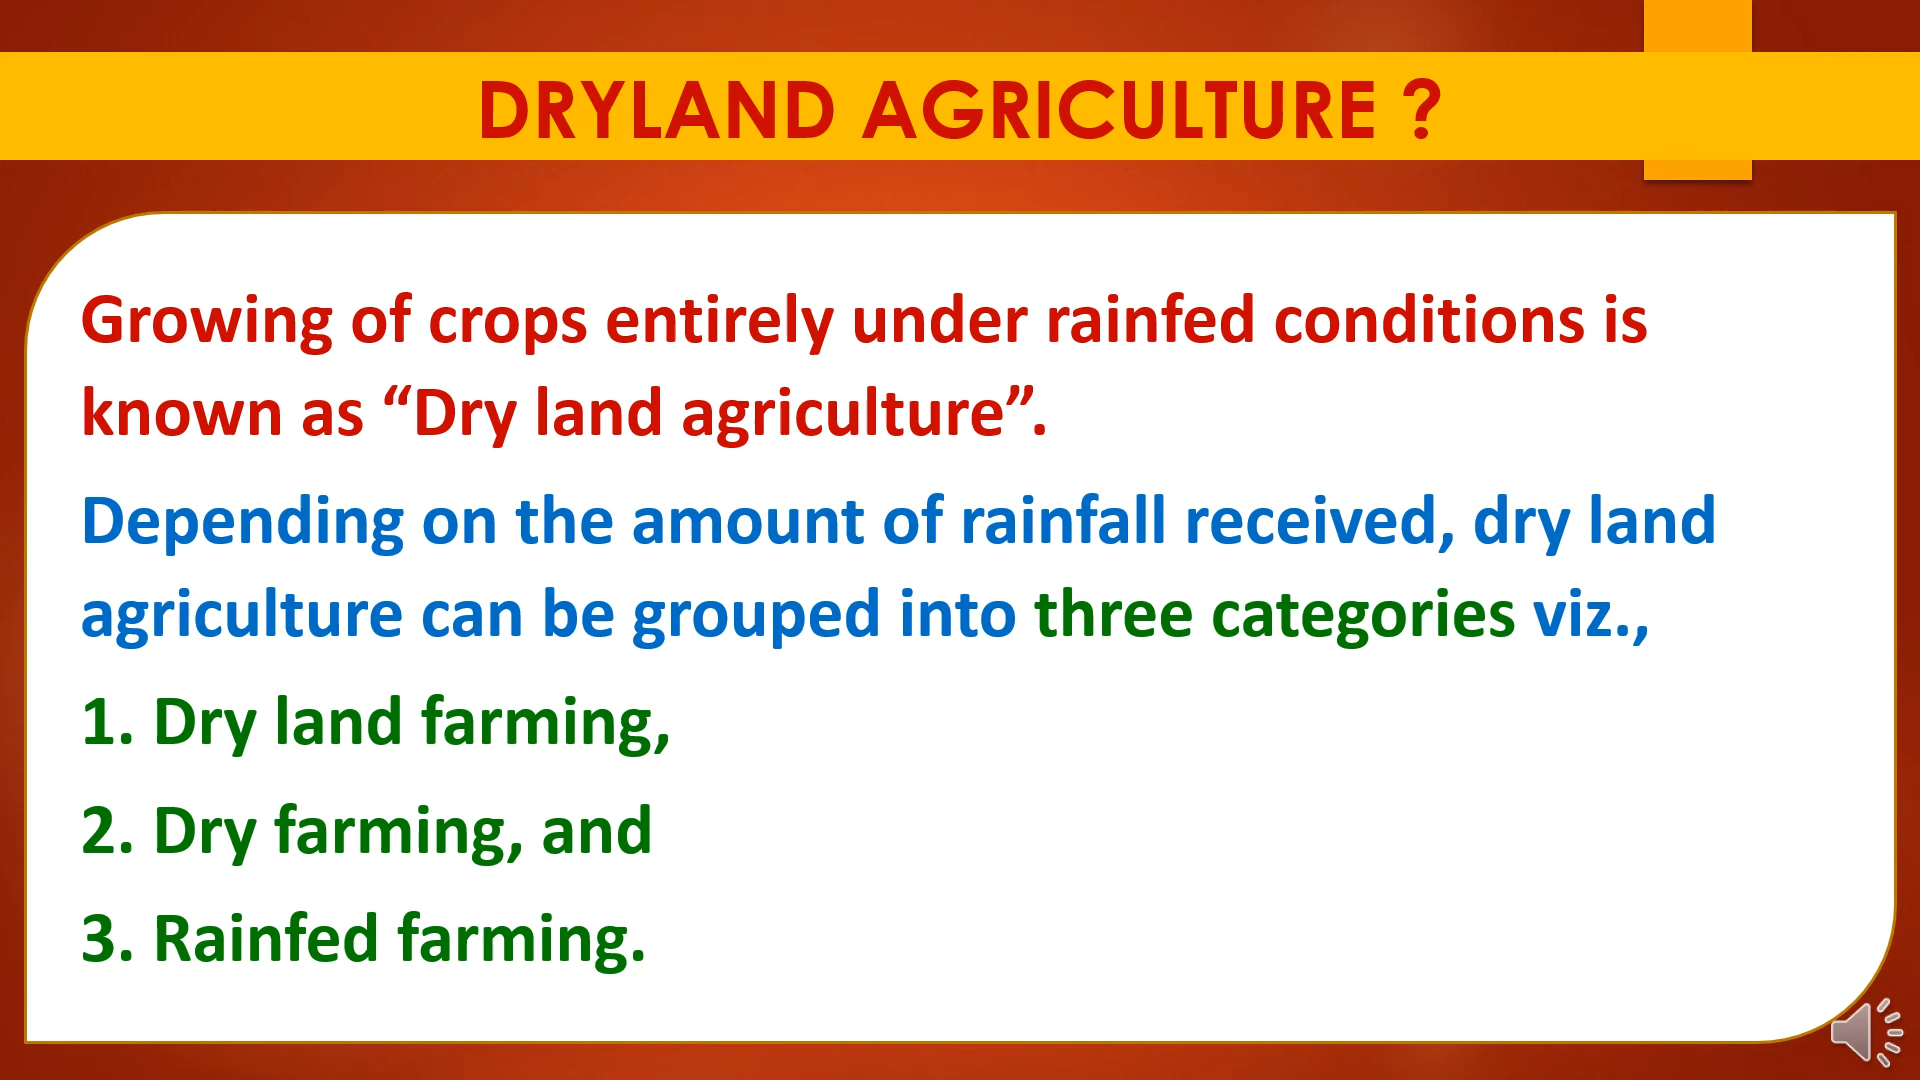 DRYLAND AGRICULTURE ?
Growing of crops entirely under rainfed conditions is
known as “Dry land agriculture”.
Depending on the amount of rainfall received, dry land
agriculture can be grouped into three categories viz.,
1. Dry land farming,
2. Dry farming, and
3. Rainfed farming.